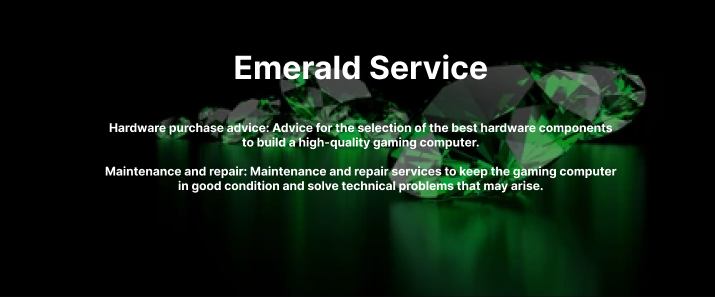 Emerald Service
Hardware purchase advice: Advice for the selection of the best hardware components
to build a high-quality gaming computer.
Maintenance and repair: Maintenance and repair services to keep the gaming computer
in good condition and solve technical problems that may arise.